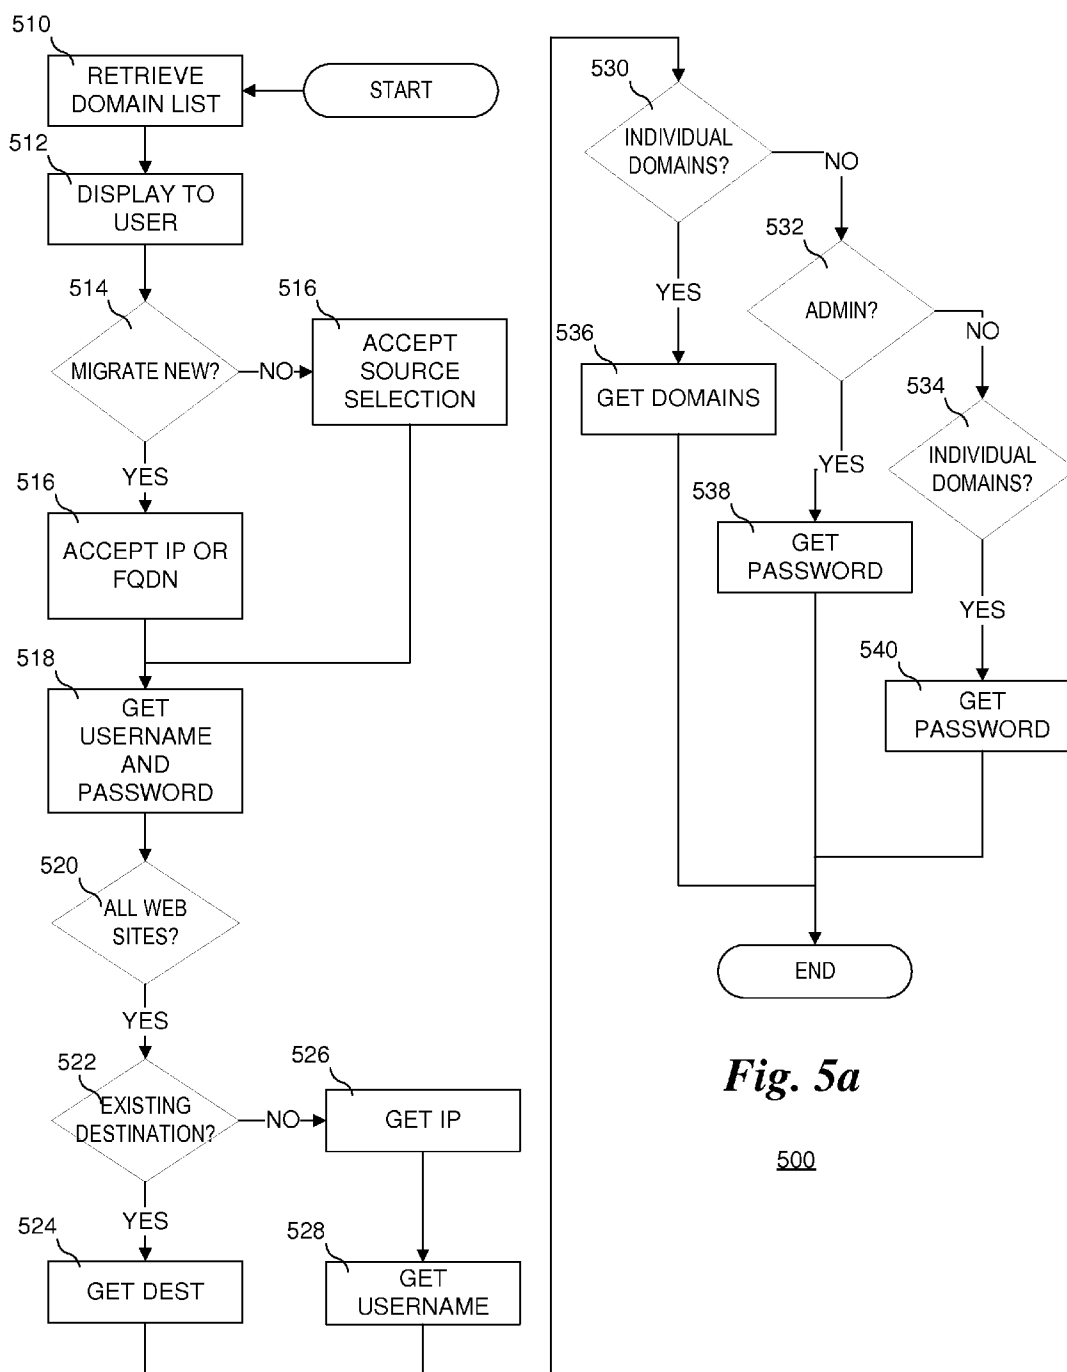 510
RETRIEVE
DOMAIN LIST
START
512
DISPLAY TO
USER
514
MIGRATE NEW?
NO
516
ACCEPT
SOURCE
SELECTION
YES
516
ACCEPT IP OR
FQDN
518
GET
USERNAME
AND
PASSWORD
520
ALL WEB
SITES?
YES
522
EXISTING
DESTINATION?
NO
526
GET IP
YES
524
GET DEST
528
GET
USERNAME
530
INDIVIDUAL
DOMAINS?
NO
YES
532
ADMIN?
NO
536
GET DOMAINS
YES
534
INDIVIDUAL
DOMAINS?
538
GET
PASSWORD
YES
540
GET
PASSWORD
END
Fig. 5a
500